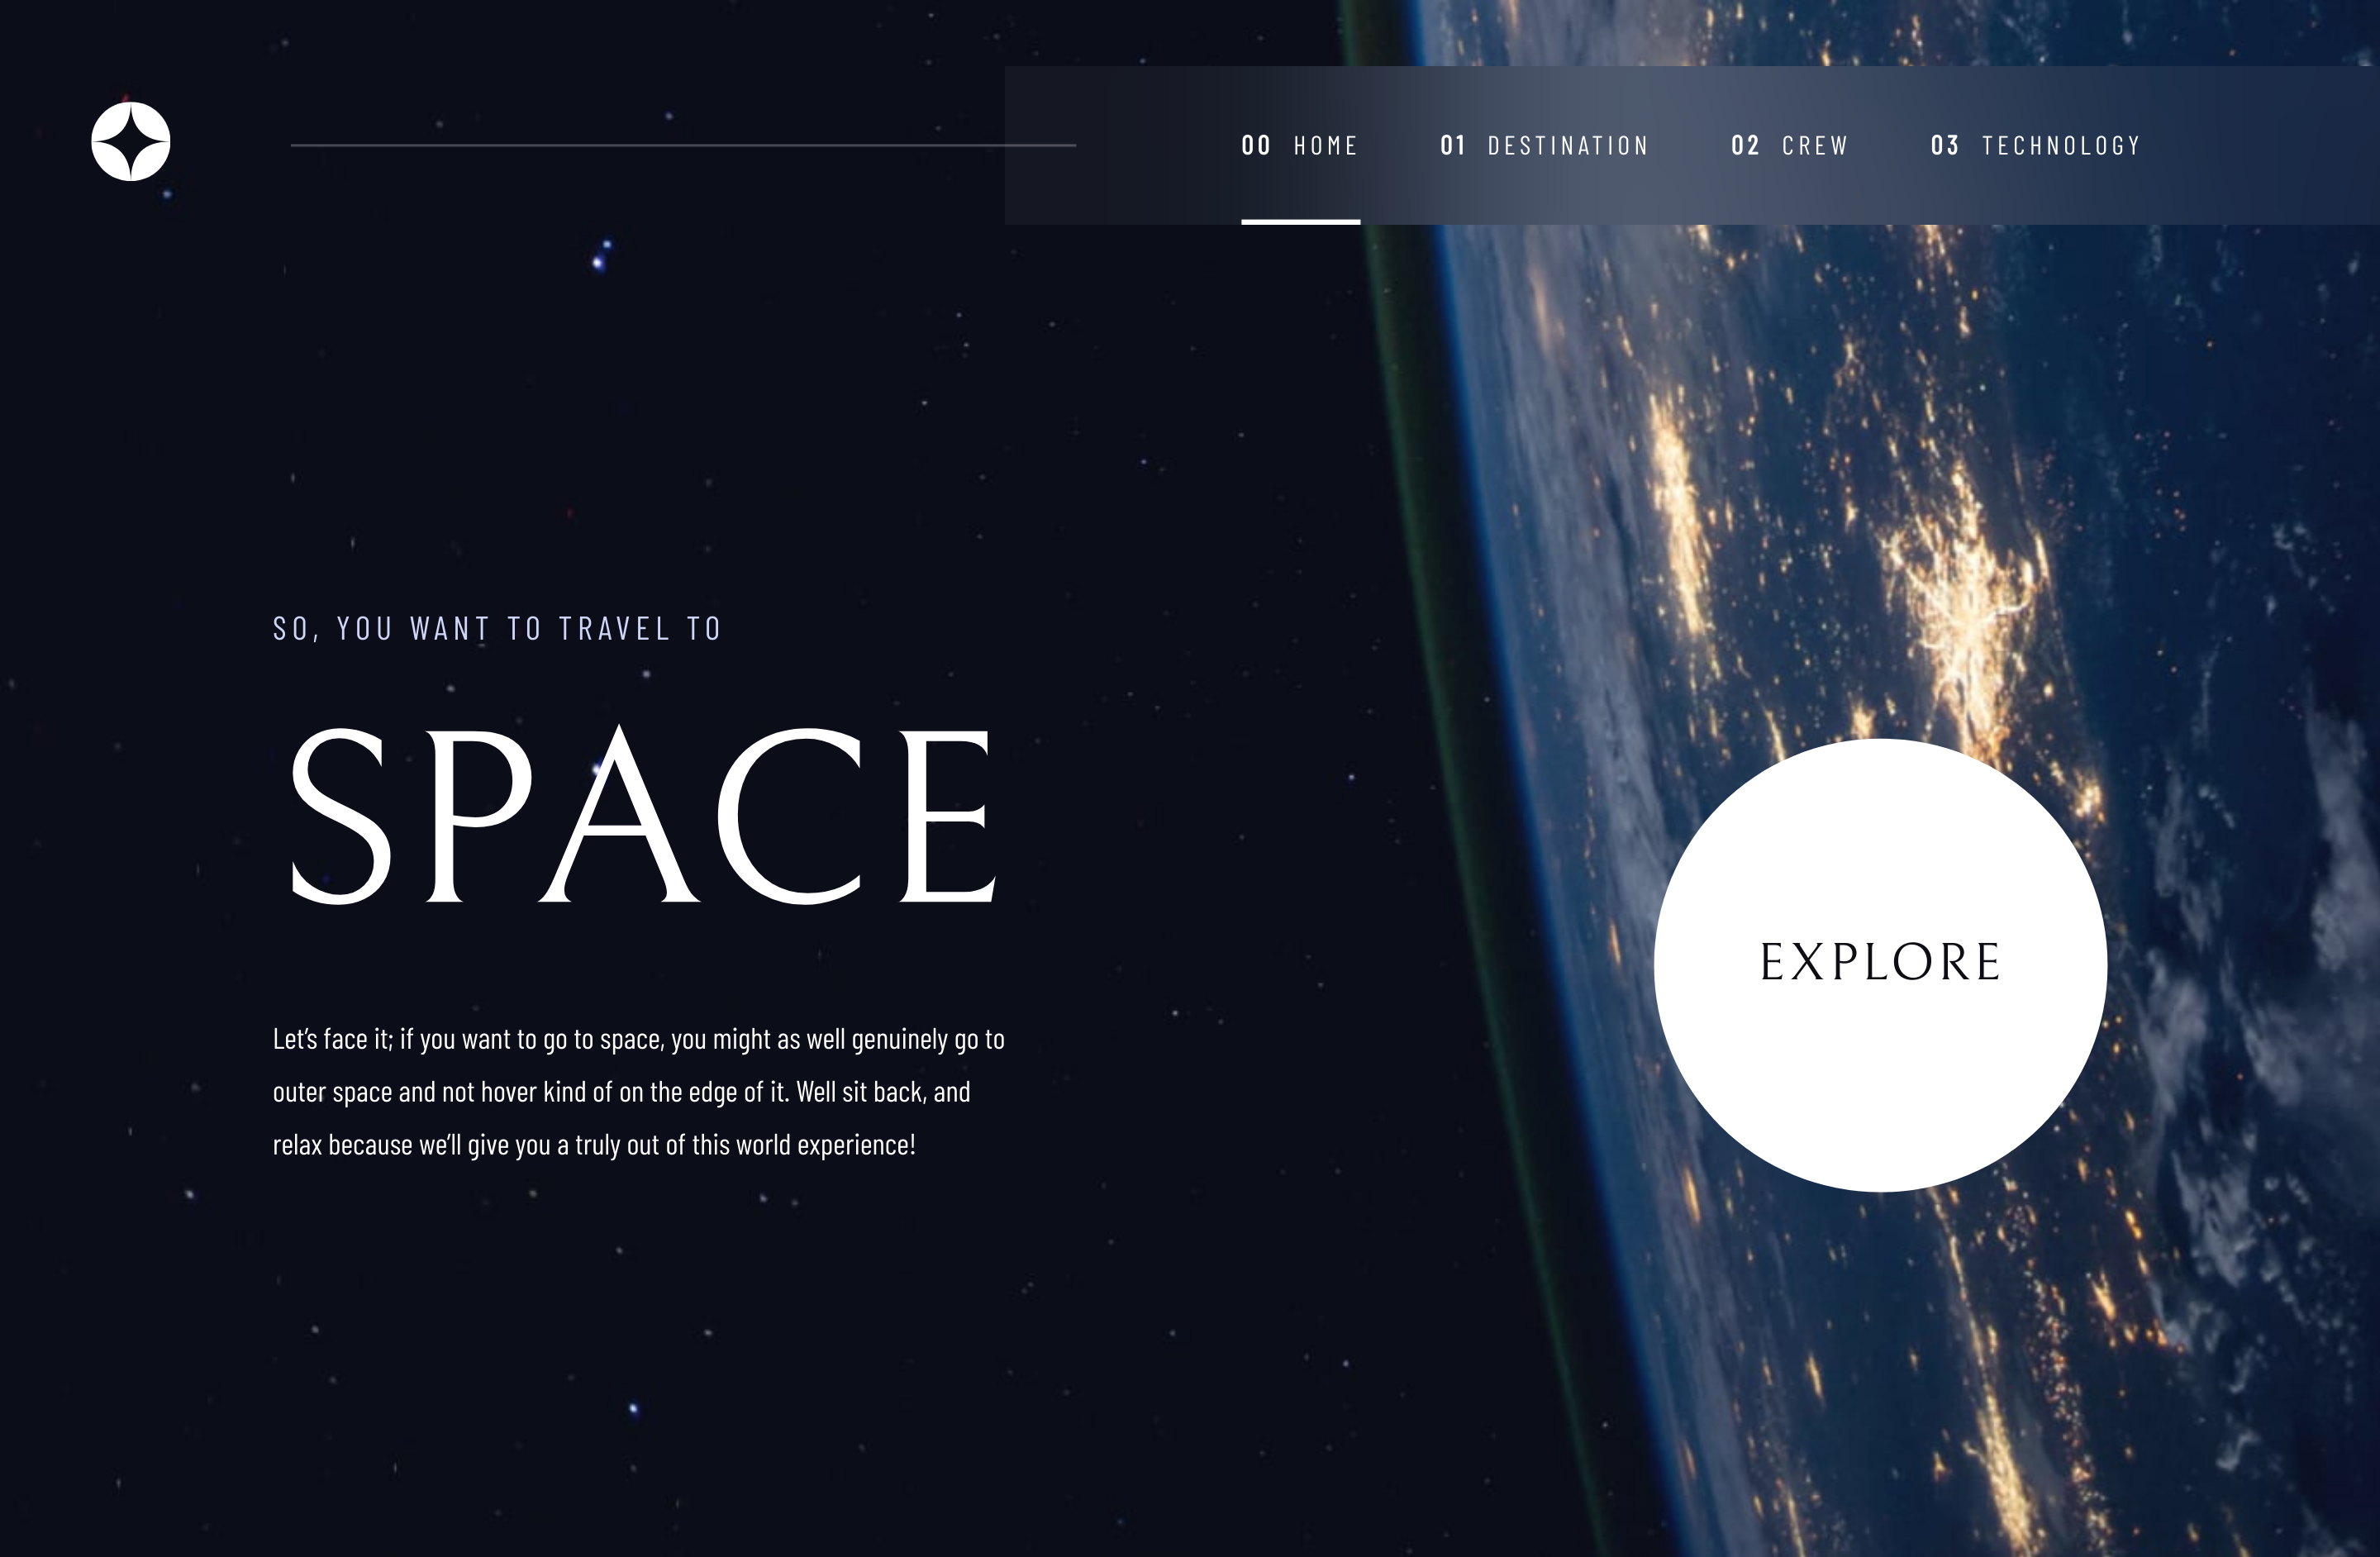 00 HOME 01 DESTINATION 02 CREW 03 TECHNOLOGY
SO, YOU WANT TO TRAVEL TO
SPACE
Let’s face it; if you want to go to space, you might as well genuinely go to
outer space and not hover kind of on the edge of it. Well sit back, and
relax because we’ll give you a truly out of this world experience!
EXPLORE